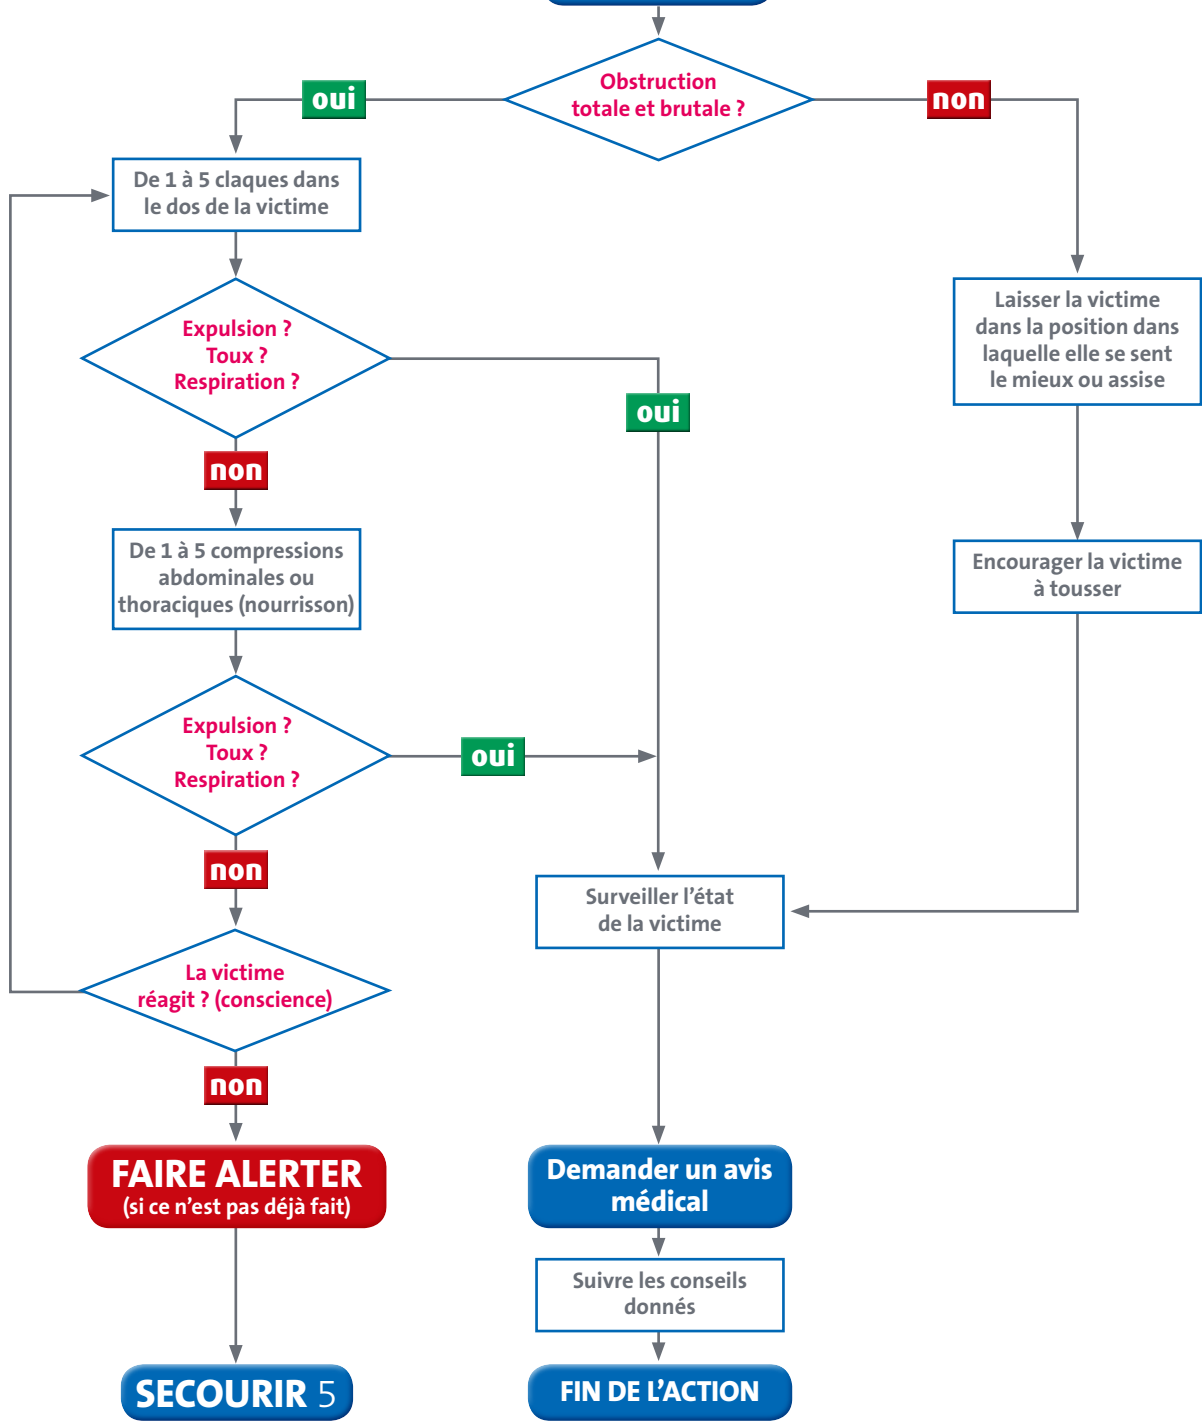 Obstruction
totale et brutale ?
oui
non
De 1 à 5 claques dans
le dos de la victime
Expulsion ?
Toux ?
Respiration ?
oui
non
Laisser la victime
dans la position dans
laquelle elle se sent
le mieux ou assise
De 1 à 5 compressions
abdominales ou
thoraciques (nourrisson)
Encourager la victime
à tousser
Expulsion ?
Toux ?
Respiration ?
oui
non
Surveiller l’état
de la victime
La victime
réagit ? (conscience)
non
FAIRE ALERTER
(si ce n’est pas déjà fait)
Demander un avis
médical
Suivre les conseils
donnés
SECOURIR 5
FIN DE L’ACTION